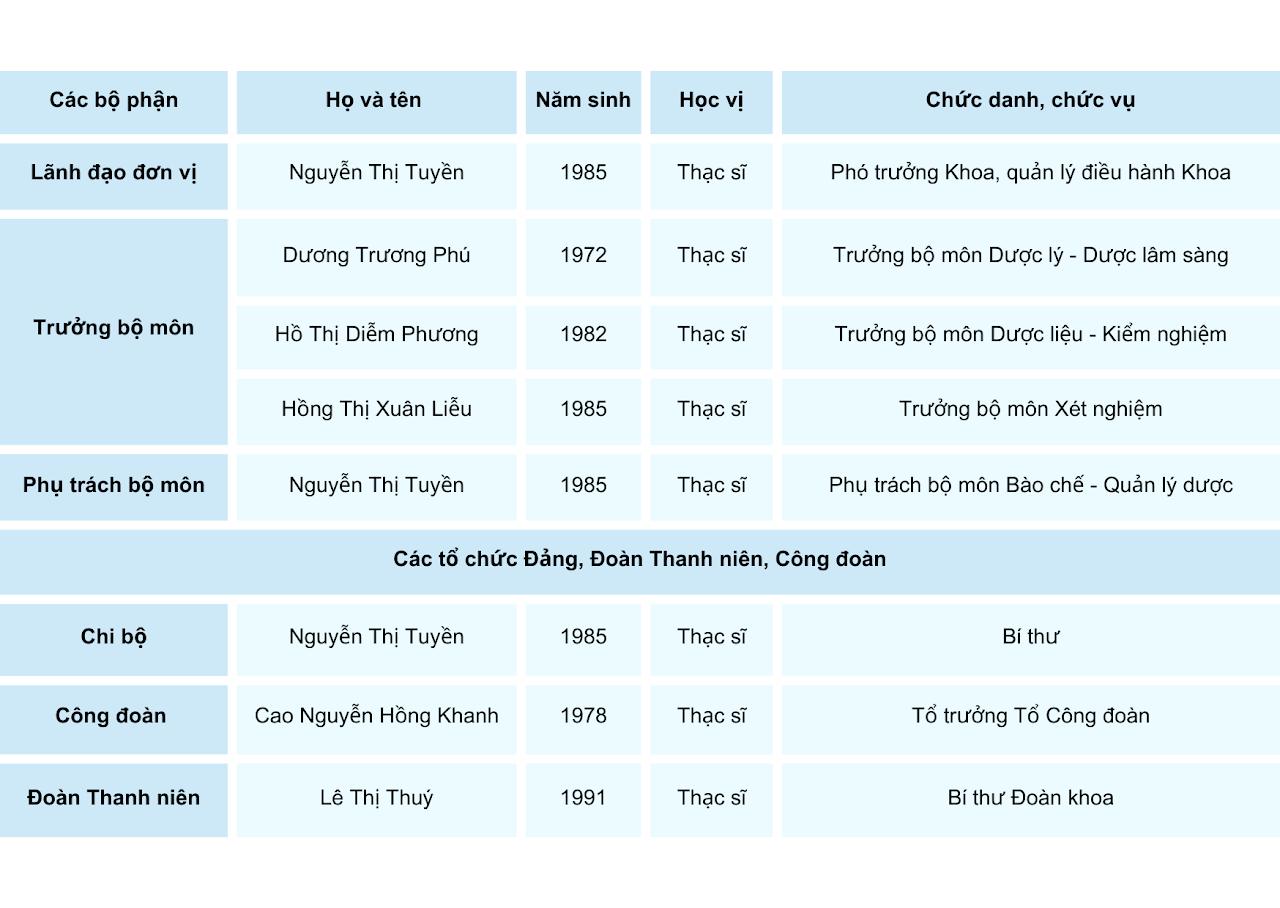 Các bộ phận Họ và tên Năm sinh Học vị Chức danh, chức vụ
Lãnh đạo đơn vị Nguyễn Thị Tuyền 1985 Thạc sĩ Phó trưởng Khoa, quản lý điều hành Khoa
Dương Trương Phú 1972 Thạc sĩ Trưởng bộ môn Dược lý - Dược lâm sàng
Trưởng bộ môn Hồ Thị Diễm Phương 1982 Thạc sĩ Trưởng bộ môn Dược liệu - Kiểm nghiệm
Hồng Thị Xuân Liễu 1985 Thạc sĩ Trưởng bộ môn Xét nghiệm
Phụ trách bộ môn Nguyễn Thị Tuyền 1985 Thạc sĩ Phụ trách bộ môn Bào chế - Quản lý dược
Các tổ chức Đảng, Đoàn Thanh niên, Công đoàn
Chi bộ Nguyễn Thị Tuyền 1985 Thạc sĩ Bí thư
Công đoàn Cao Nguyễn Hồng Khanh 1978 Thạc sĩ Tổ trưởng Tổ Công đoàn
Đoàn Thanh niên Lê Thị Thuý 1991 Thạc sĩ Bí thư Đoàn khoa